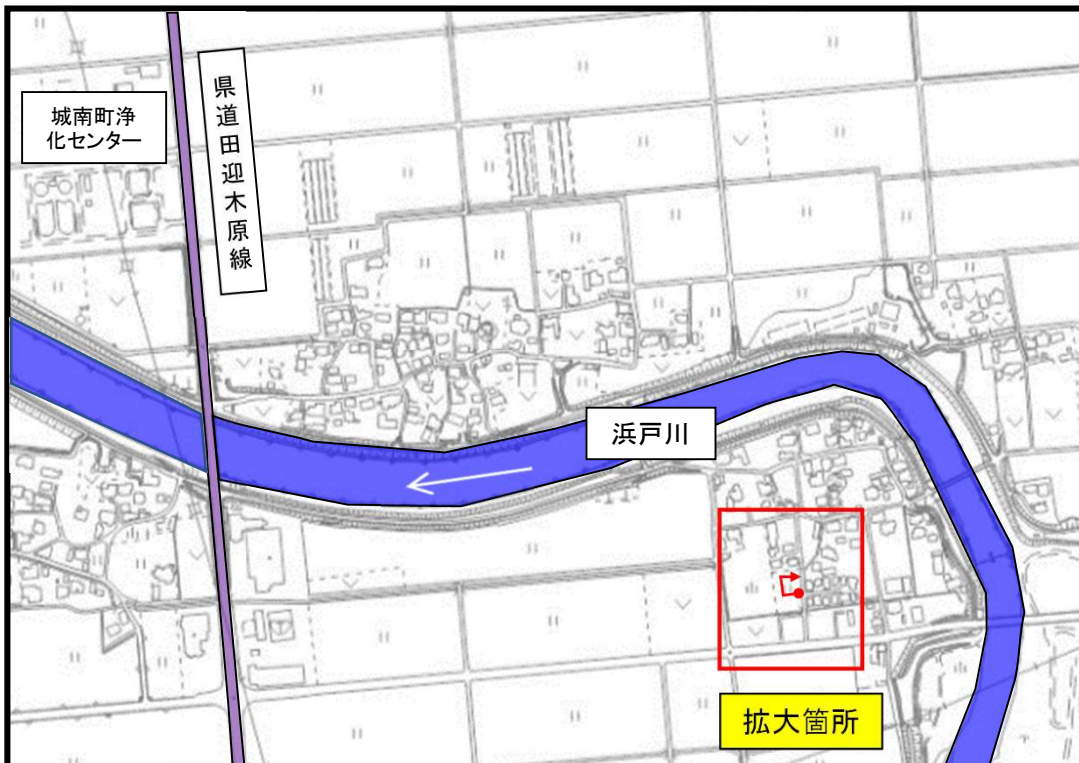 城南町浄
化センター
県道田迎木原線
浜戸川
拡大箇所